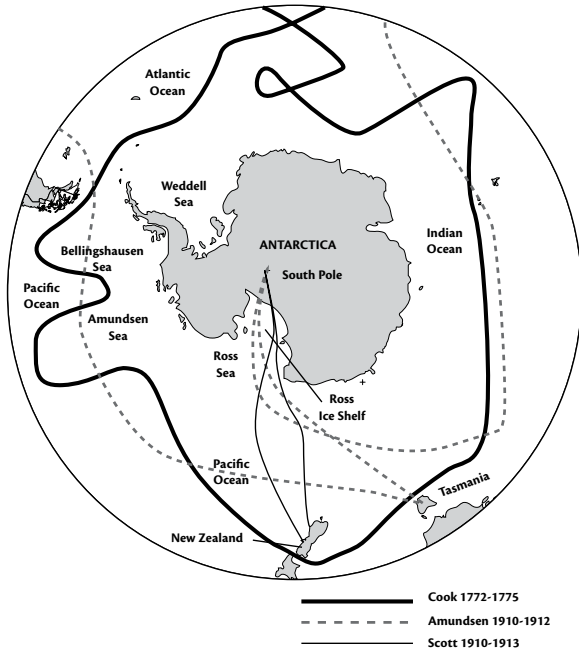 Atlantic
Ocean
Weddell
Sea
ANTARCTICA
South Pole
Indian
Ocean
Bellingshausen
Sea
Pacific
Ocean
Amundsen
Sea
Ross
Sea
Ross
Ice Shelf
Pacific
Ocean
Tasmania
New Zealand
Cook 1772-1775
Amundsen 1910-1912
Scott 1910-1913